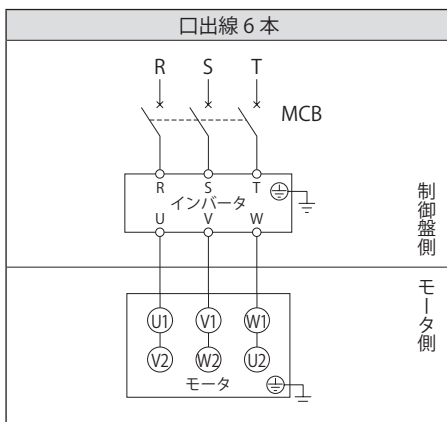 口出線 6 本
R S T
MCB
R S T
インバータ
U V W
制御盤側
モータ側
U1 V1 W1
V2 W2 U2
モータ